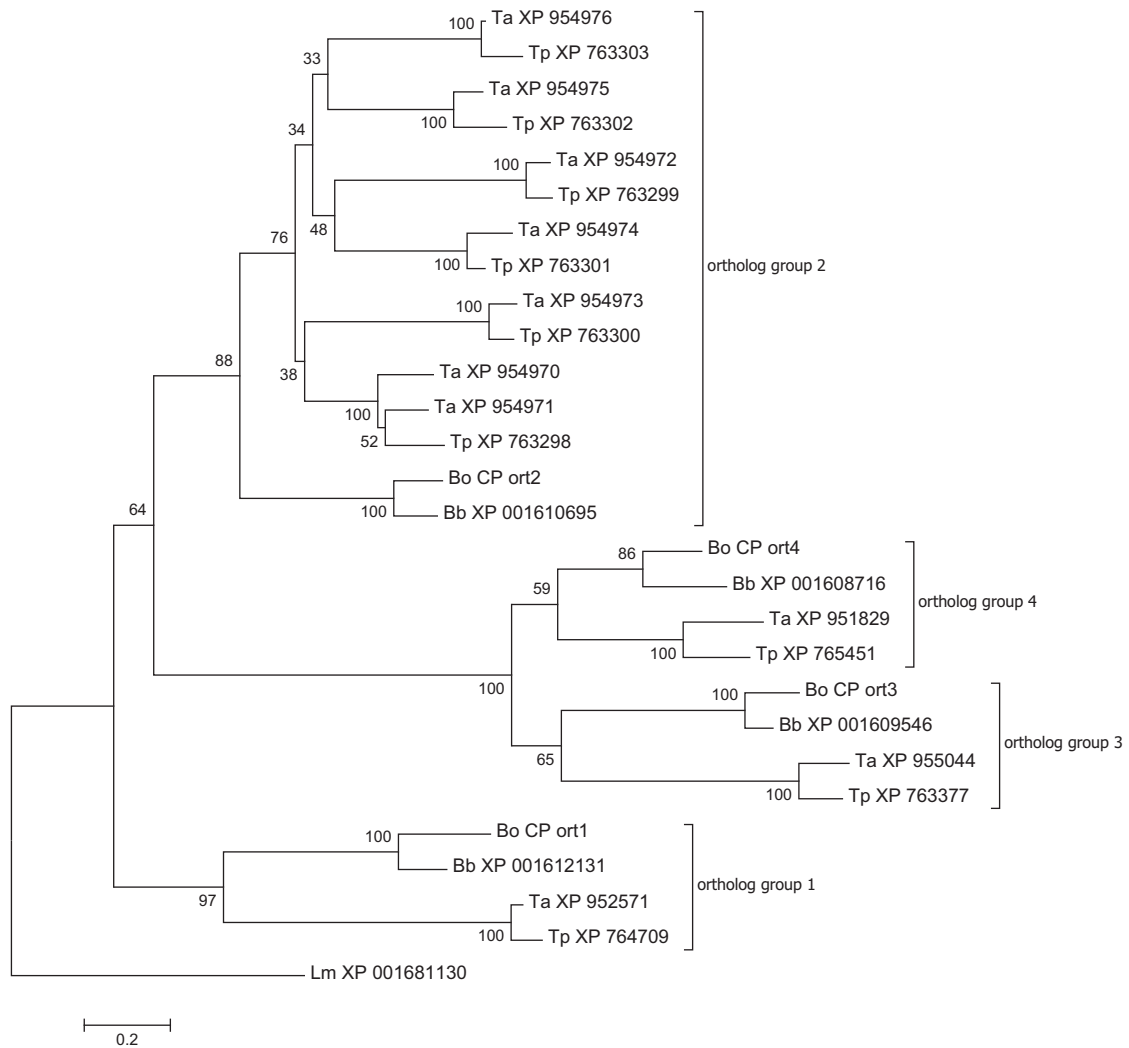 100
Ta XP 954976
33
Tp XP 763303
Ta XP 954975
100
Tp XP 763302
34
100
Ta XP 954972
Tp XP 763299
48
Ta XP 954974
76
100
Tp XP 763301
ortholog group 2
100
Ta XP 954973
Tp XP 763300
88
38
Ta XP 954970
100
Ta XP 954971
52
Tp XP 763298
Bo CP ort2
100
Bb XP 001610695
64
86
Bo CP ort4
59
Bb XP 001608716
ortholog group 4
Ta XP 951829
100
Tp XP 765451
100
100
Bo CP ort3
Bb XP 001609546
ortholog group 3
65
Ta XP 955044
100
Tp XP 763377
100
Bo CP ort1
Bb XP 001612131
ortholog group 1
97
Ta XP 952571
100
Tp XP 764709
Lm XP 001681130
0.2